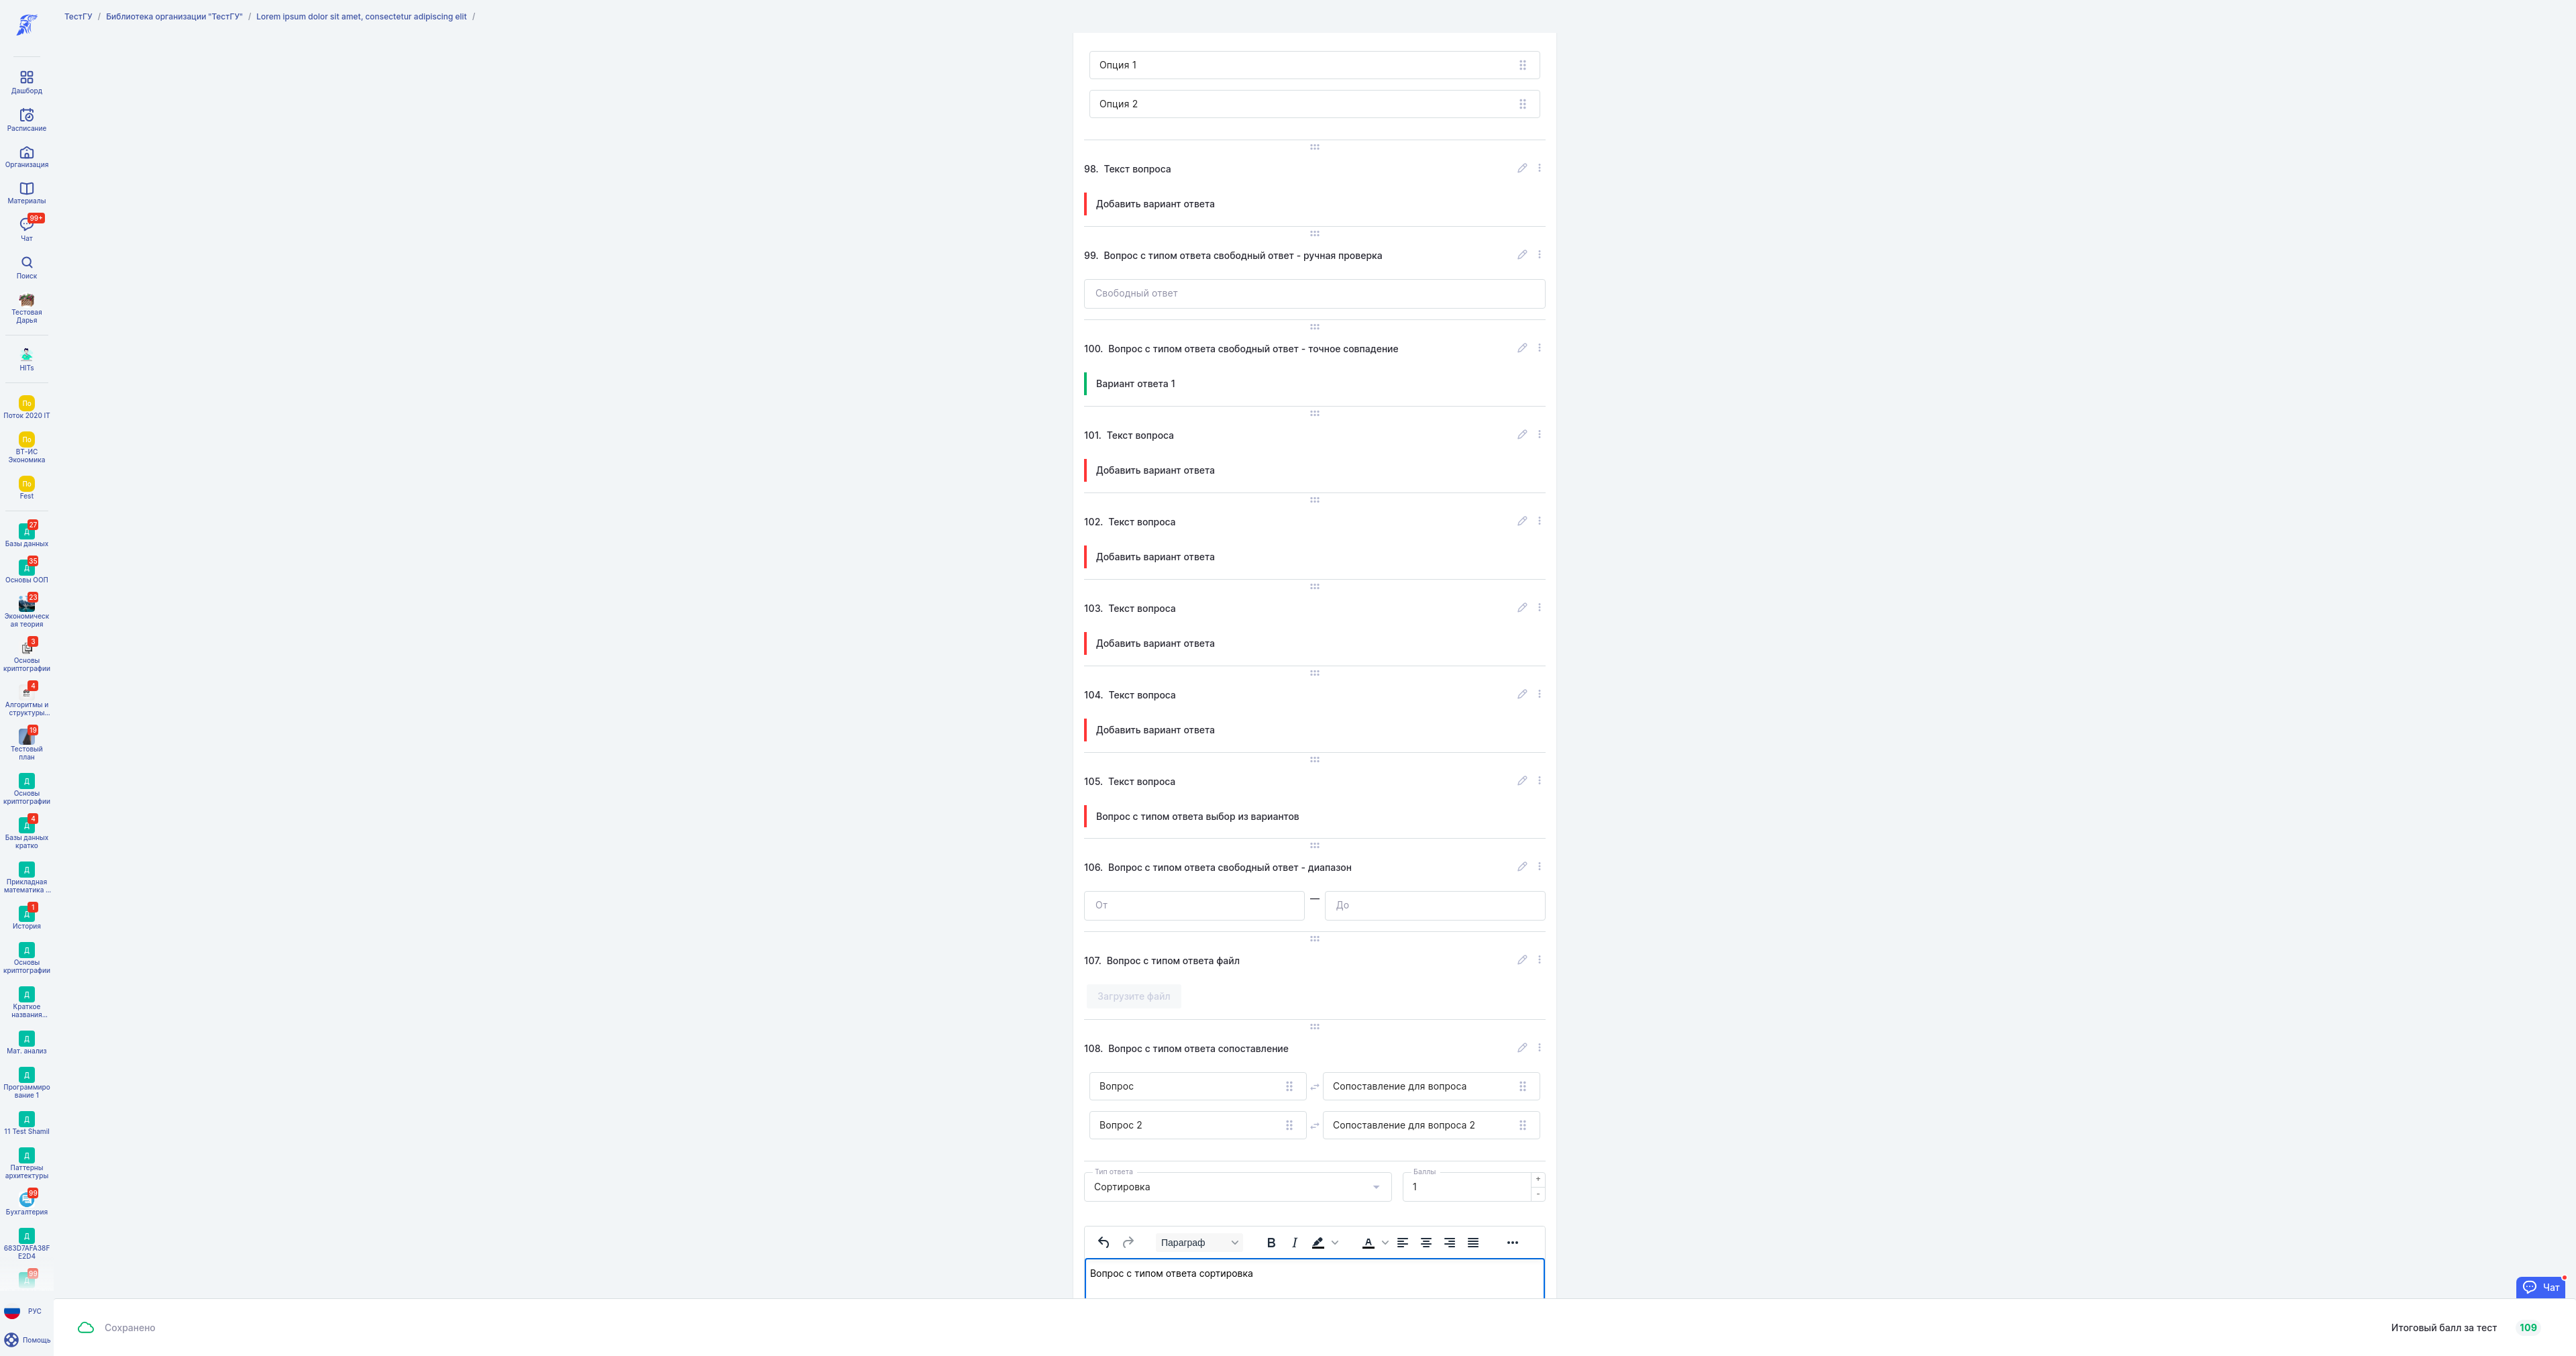 ТестГУ / Библиотека организации "ТестГУ" / Lorem ipsum dolor sit amet, consectetur adipiscing elit /
Дашборд
Расписание
Организация
Материалы
99+
Чат
Поиск
Тестовая
Дарья
HITs
По
Поток 2020 IT
По
ВТ-ИС
Экономика
По
Fest
27
Д
Базы данных
35
Д
Основы ООП
23
Экономическ
ая теория
3
Основы
криптографии
4
Алгоритмы и
структуры...
19
Тестовый
план
Д
Основы
криптографии
4
Д
Базы данных
кратко
Д
Прикладная
математика ...
1
Д
История
Д
Основы
криптографии
Д
Краткое
названия...
Д
Мат. анализ
Д
Программиро
вание 1
Д
11 Test Shamil
Д
Паттерны
архитектуры
99
Бухгалтерия
Д
683D7AFA38F
E2D4
99
Д
РУС
Помощь
Опция 1
Опция 2
98. Текст вопроса
Добавить вариант ответа
99. Вопрос с типом ответа свободный ответ - ручная проверка
Свободный ответ
100. Вопрос с типом ответа свободный ответ - точное совпадение
Вариант ответа 1
101. Текст вопроса
Добавить вариант ответа
102. Текст вопроса
Добавить вариант ответа
103. Текст вопроса
Добавить вариант ответа
104. Текст вопроса
Добавить вариант ответа
105. Текст вопроса
Вопрос с типом ответа выбор из вариантов
106. Вопрос с типом ответа свободный ответ - диапазон
От — До
107. Вопрос с типом ответа файл
Загрузите файл
108. Вопрос с типом ответа сопоставление
Вопрос Сопоставление для вопроса
Вопрос 2 Сопоставление для вопроса 2
Тип ответа Баллы
Сортировка 1 + -
Параграф B I A
Вопрос с типом ответа сортировка
Чат
Сохранено Итоговый балл за тест 109